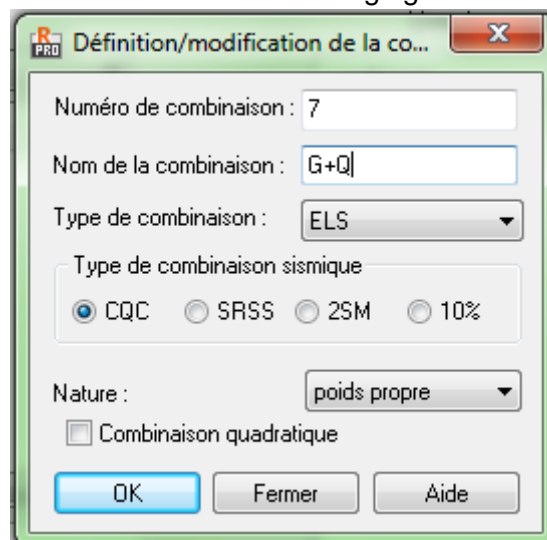 R
PRO
Définition/modification de la co...
Numéro de combinaison : 7
Nom de la combinaison : G+Q
Type de combinaison : ELS
Type de combinaison sismique
CQC SRSS 2SM 10%
Nature : poids propre
Combinaison quadratique
OK Fermer Aide